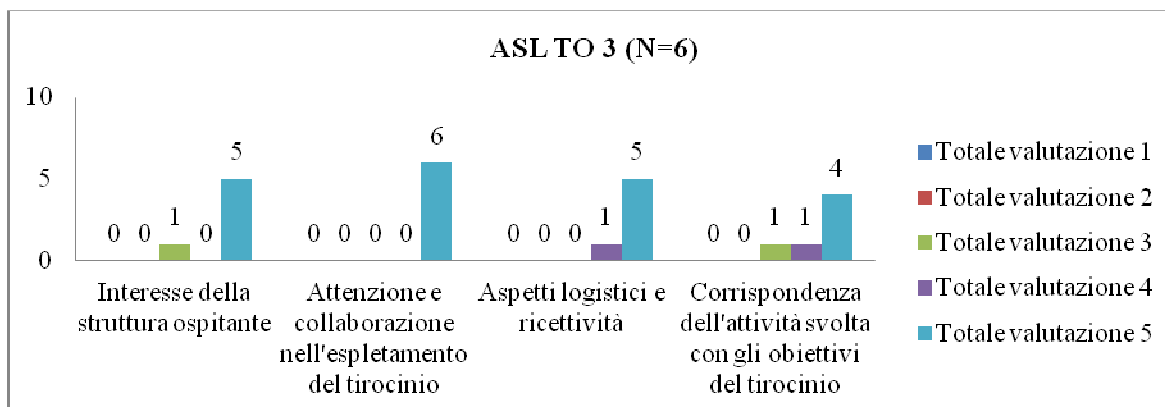 ASL TO 3 (N=6)
10
5
0
0 0 1 0 5
0 0 0 0 6
0 0 0 1 5
0 0 1 1 4
Interesse della
struttura ospitante
Attenzione e
collaborazione
nell'espletamento
del tirocinio
Aspetti logistici e
ricettività
Corrispondenza
dell'attività svolta
con gli obiettivi
del tirocinio
Totale valutazione 1
Totale valutazione 2
Totale valutazione 3
Totale valutazione 4
Totale valutazione 5